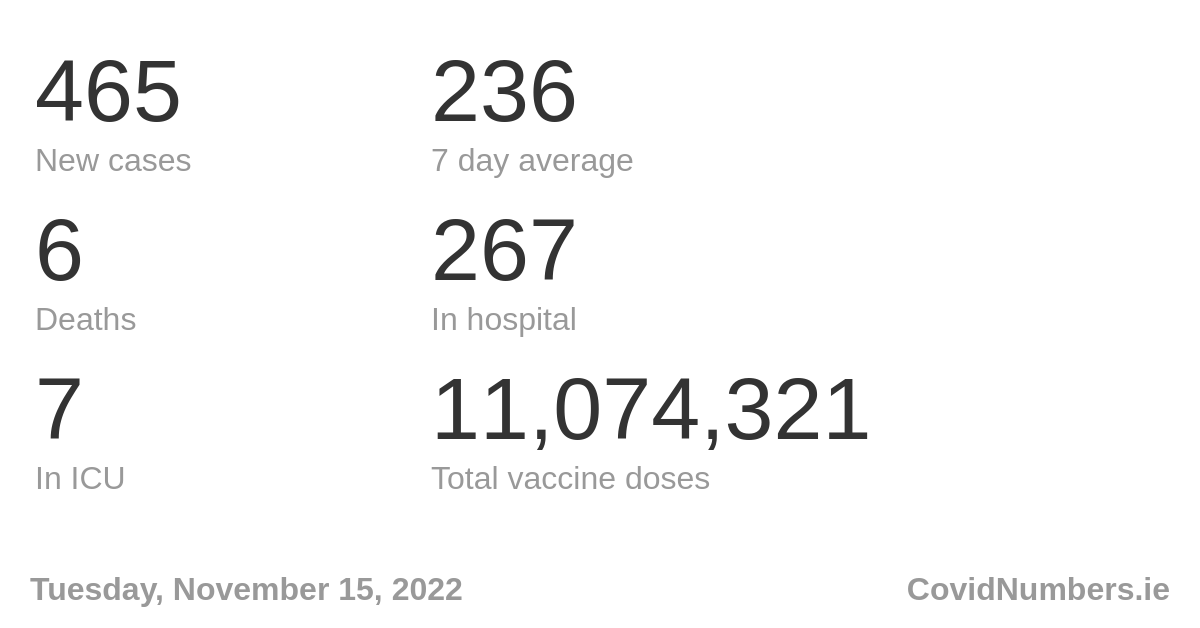 465 236
New cases 7 day average
6 267
Deaths In hospital
7 11,074,321
In ICU Total vaccine doses
Tuesday, November 15, 2022 CovidNumbers.ie